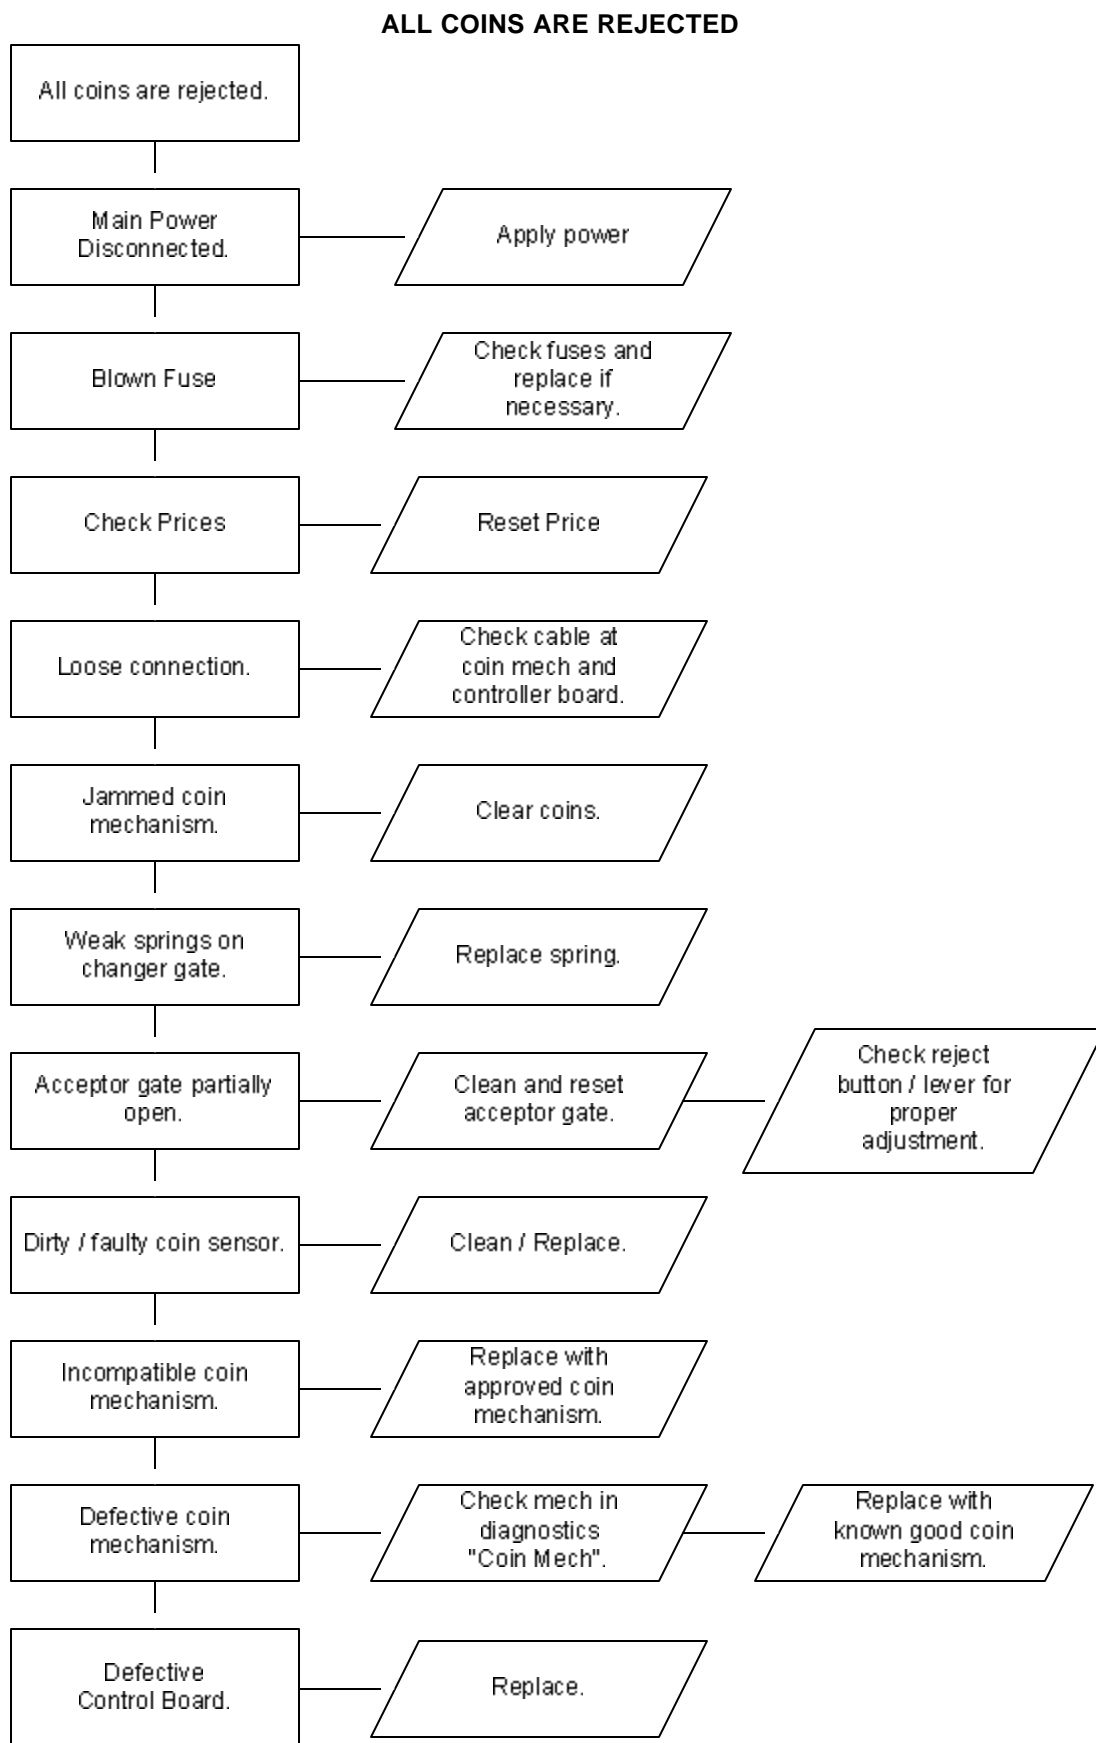 ALL COINS ARE REJECTED
All coins are rejected.
Main Power
Disconnected.
Apply power
Blown Fuse
Check fuses and
replace if
necessary.
Check Prices
Reset Price
Loose connection.
Check cable at
coin mech and
controller board.
Jammed coin
mechanism.
Clear coins.
Weak springs on
changer gate.
Replace spring.
Acceptor gate partially
open.
Clean and reset
acceptor gate.
Check reject
button / lever for
proper
adjustment.
Dirty / faulty coin sensor.
Clean / Replace.
Incompatible coin
mechanism.
Replace with
approved coin
mechanism.
Defective coin
mechanism.
Check mech in
diagnostics
"Coin Mech".
Replace with
known good coin
mechanism.
Defective
Control Board.
Replace.